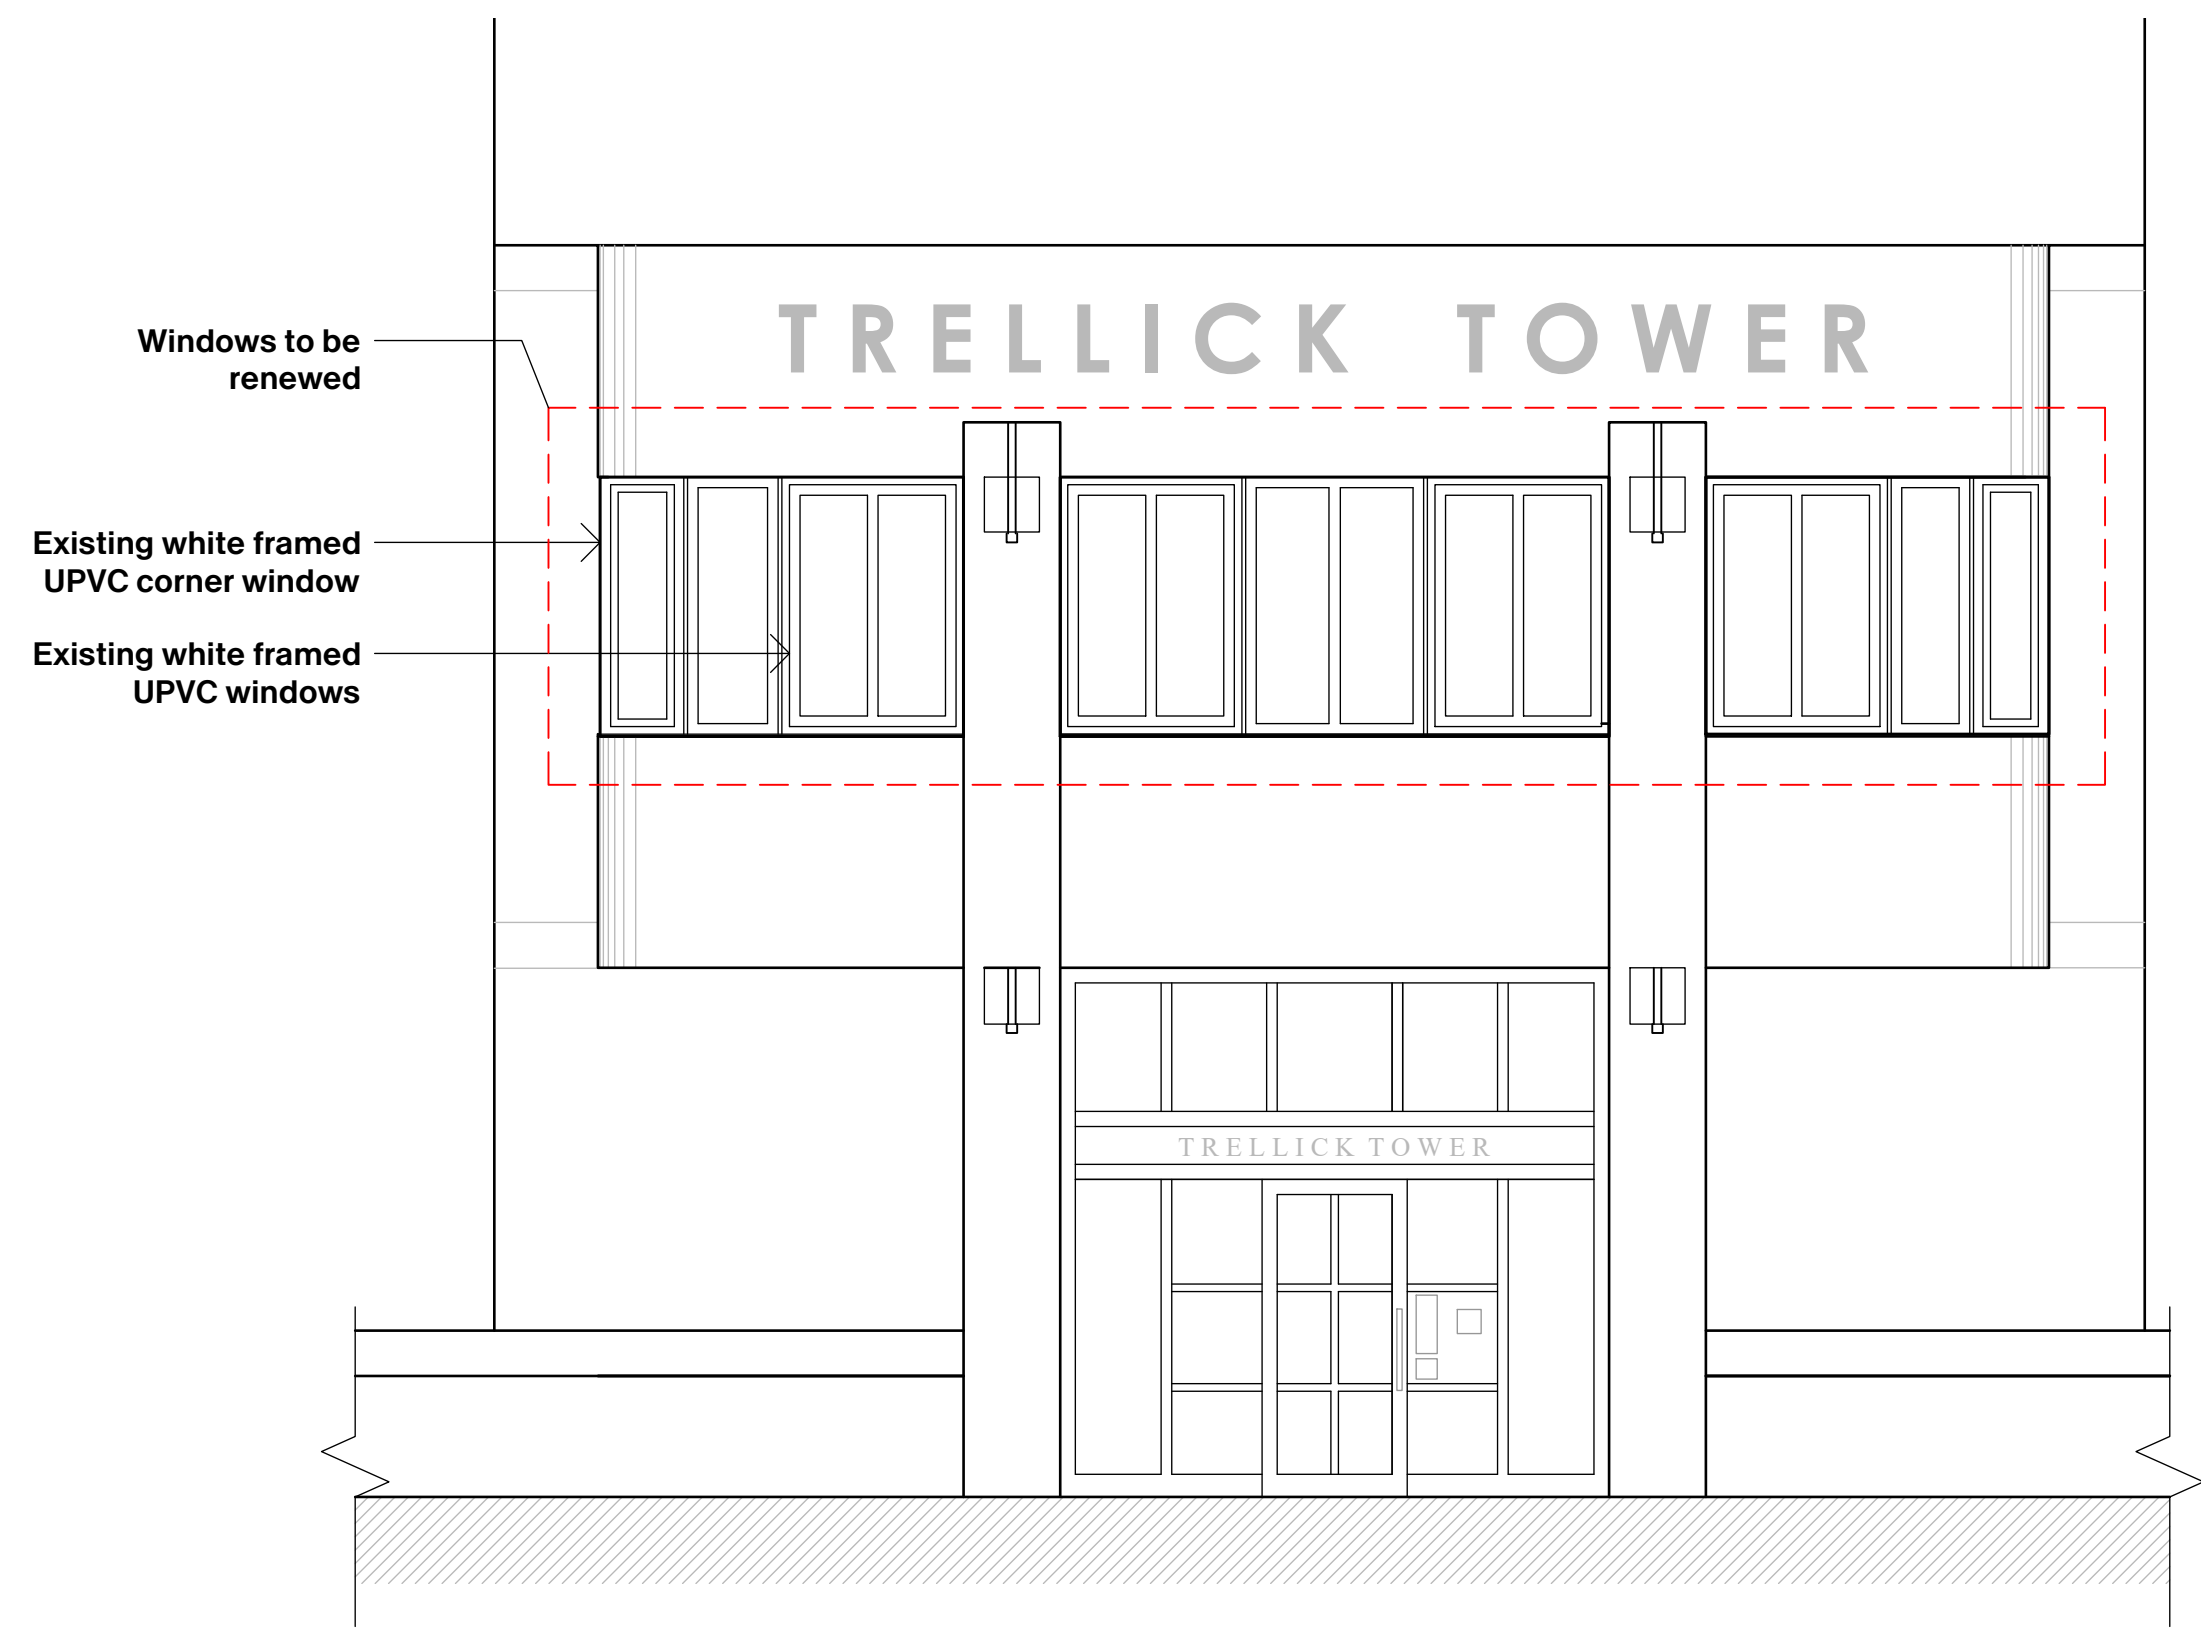 TRELLICK TOWER
Windows to be
renewed
Existing white framed
UPVC corner window
Existing white framed
UPVC windows
TRELLICK TOWER